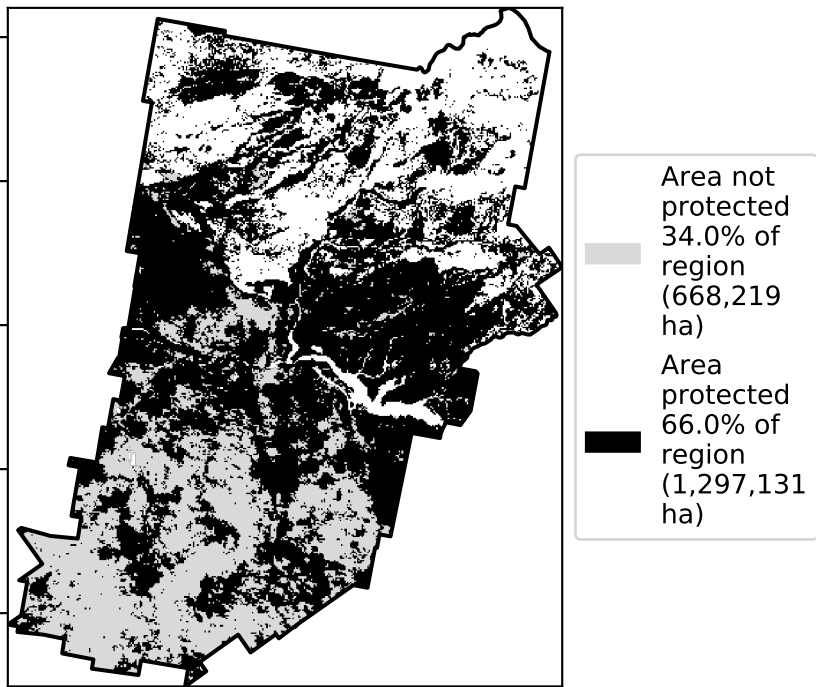 Area not
protected
34.0% of
region
(668,219
ha)
Area
protected
66.0% of
region
(1,297,131
ha)